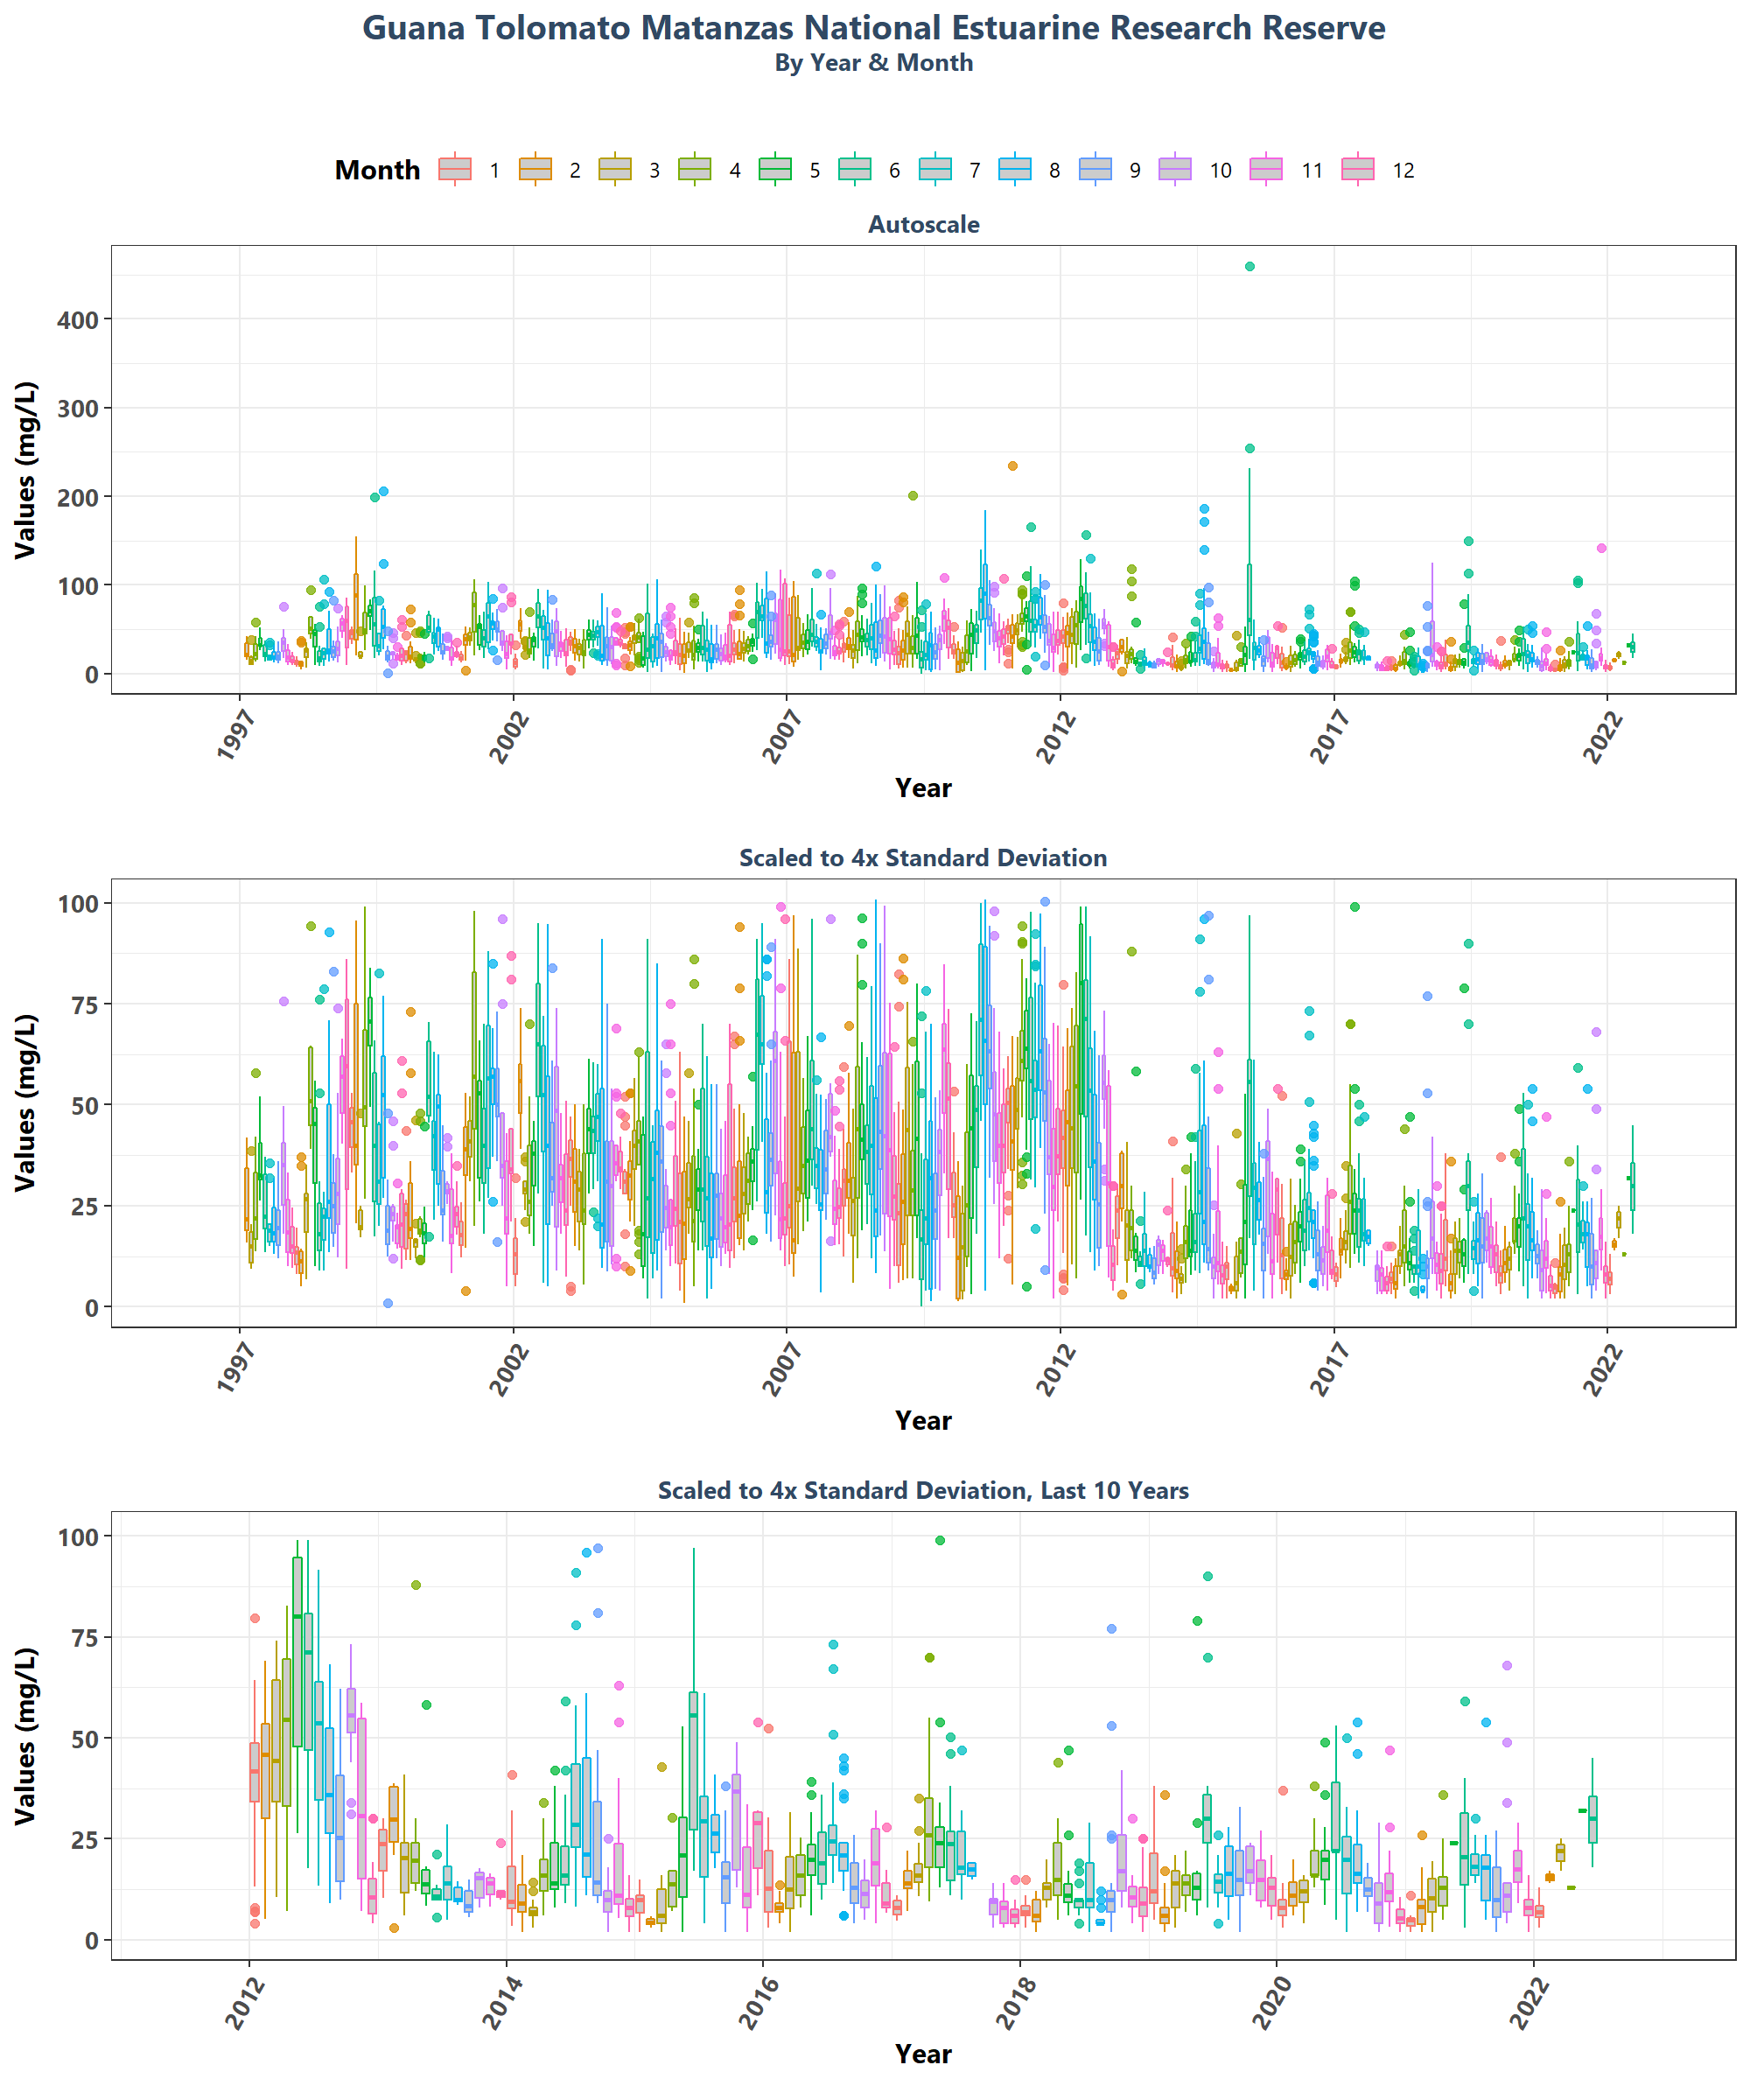 Guana Tolomato Matanzas National Estuarine Research Reserve
By Year & Month
Month 1 2 3 4 5 6 7 8 9 10 11 12
Autoscale
Values (mg/L)
400
300
200
100
0
1997 2002 2007 2012 2017 2022
Year
Scaled to 4x Standard Deviation
Values (mg/L)
100
75
50
25
0
1997 2002 2007 2012 2017 2022
Year
Scaled to 4x Standard Deviation, Last 10 Years
Values (mg/L)
100
75
50
25
0
2012 2014 2016 2018 2020 2022
Year